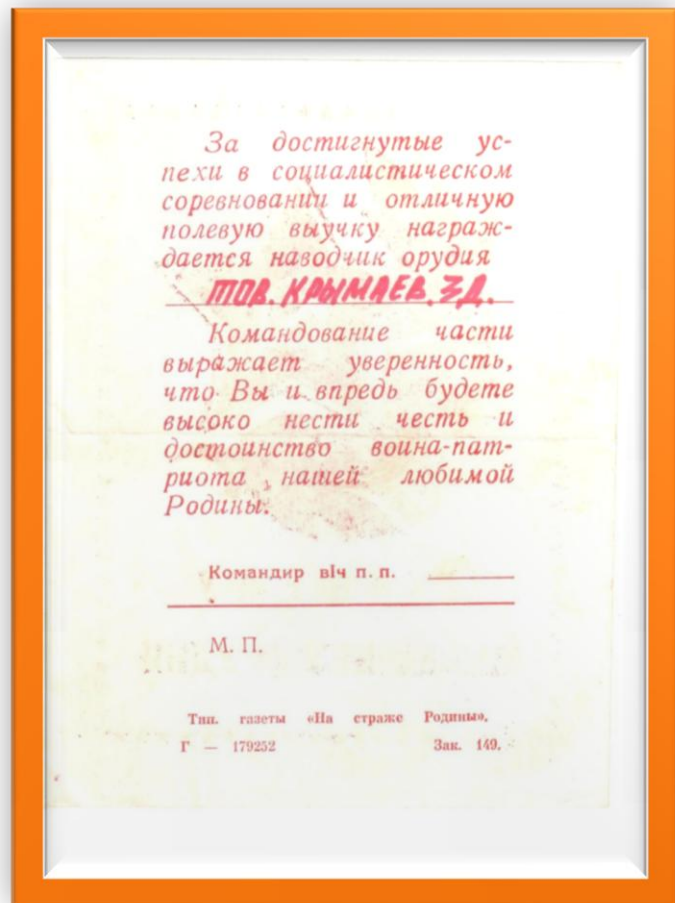 За достигнутые ус-
пехи в социалистическом
соревновании и отличную
полевую выучку награж-
дается наводчик орудия
ТОВ. КРЫМАЕВ. З.Д.
Командование части
выражает уверенность,
что Вы и впредь будете
высоко нести честь и
достоинство воина-пат-
риота нашей любимой
Родины.
Командир в/ч п. п.
М. П.
Тип. газеты «На страже Родины».
Г — 179252 Зак. 149.